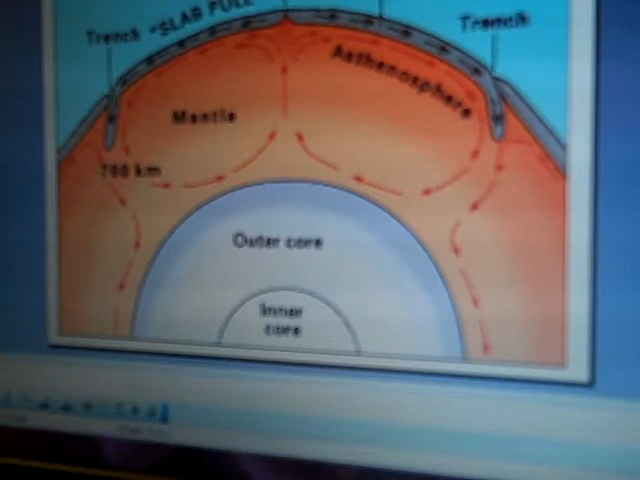 Trench
"SLAB PULL"
Trench
Asthenosphere
Mantle
700 km
Outer core
Inner
core